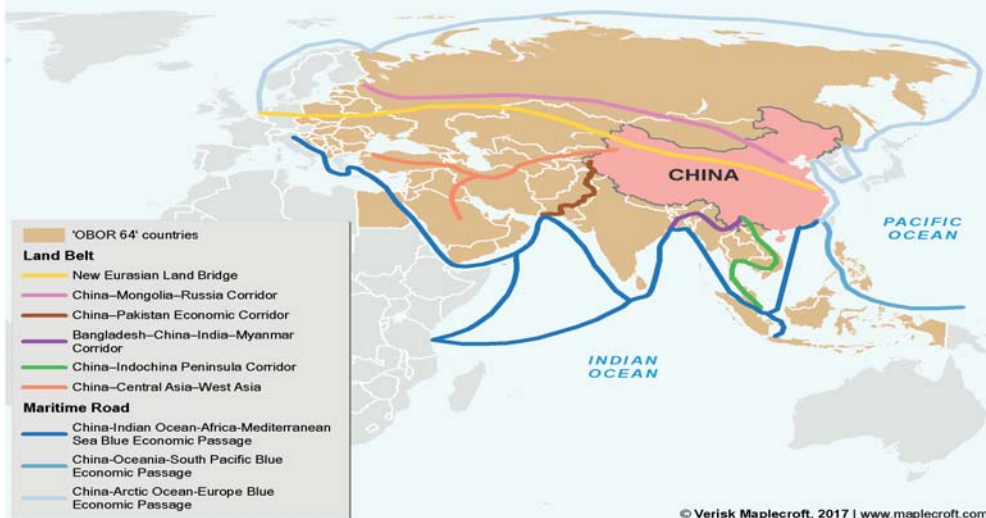 CHINA
PACIFIC
OCEAN
INDIAN
OCEAN
'OBOR 64' countries
Land Belt
New Eurasian Land Bridge
China–Mongolia–Russia Corridor
China–Pakistan Economic Corridor
Bangladesh–China–India–Myanmar
Corridor
China–Indochina Peninsula Corridor
China–Central Asia–West Asia
Maritime Road
China-Indian Ocean-Africa-Mediterranean
Sea Blue Economic Passage
China-Oceania-South Pacific Blue
Economic Passage
China-Arctic Ocean-Europe Blue
Economic Passage
© Verisk Maplecroft, 2017 | www.maplecroft.com